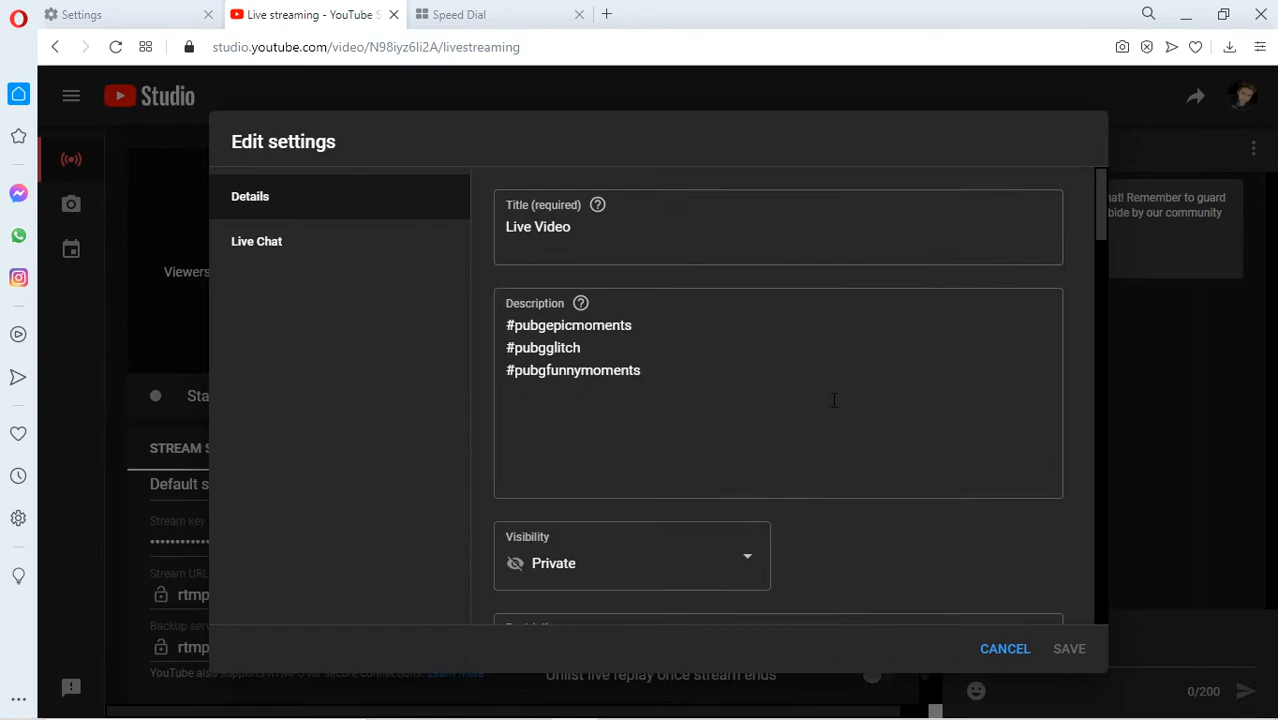 Settings
Live streaming - YouTube S
Speed Dial
studio.youtube.com/video/N98iyz6li2A/livestreaming
Studio
Edit settings
Details
Live Chat
Title (required)
Live Video
Description
#pubgepicmoments
#pubgglitch
#pubgfunnymoments
Visibility
Private
CANCEL
SAVE
Viewers
Sta
STREAM S
Default s
Stream key
Stream URL
rtmp
Backup serv
rtmp
YouTube also supports RTMPS for secure connections. Learn more
Unlist live replay once stream ends
hat! Remember to guard
bide by our community
0/200